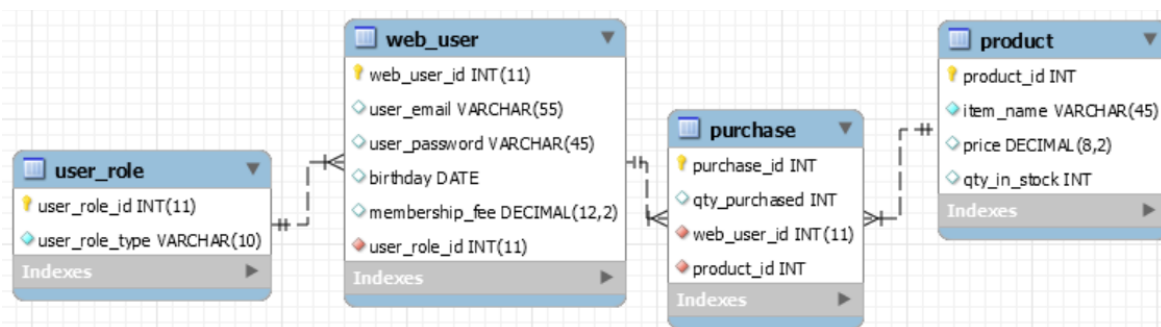 user_role
user_role_id INT(11)
user_role_type VARCHAR(10)
Indexes
web_user
web_user_id INT(11)
user_email VARCHAR(55)
user_password VARCHAR(45)
birthday DATE
membership_fee DECIMAL(12,2)
user_role_id INT(11)
Indexes
purchase
purchase_id INT
qty_purchased INT
web_user_id INT(11)
product_id INT
Indexes
product
product_id INT
item_name VARCHAR(45)
price DECIMAL(8,2)
qty_in_stock INT
Indexes